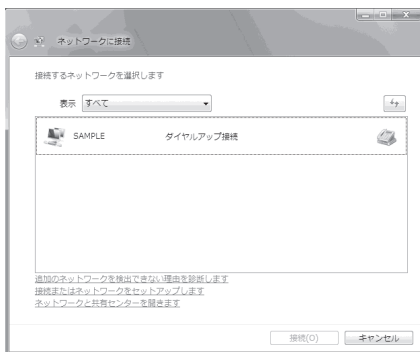 ネットワークに接続
接続するネットワークを選択します
表示 すべて
SAMPLE ダイヤルアップ接続
追加のネットワークを検出できない理由を診断します
接続またはネットワークをセットアップします
ネットワークと共有センターを開きます
接続(O) キャンセル